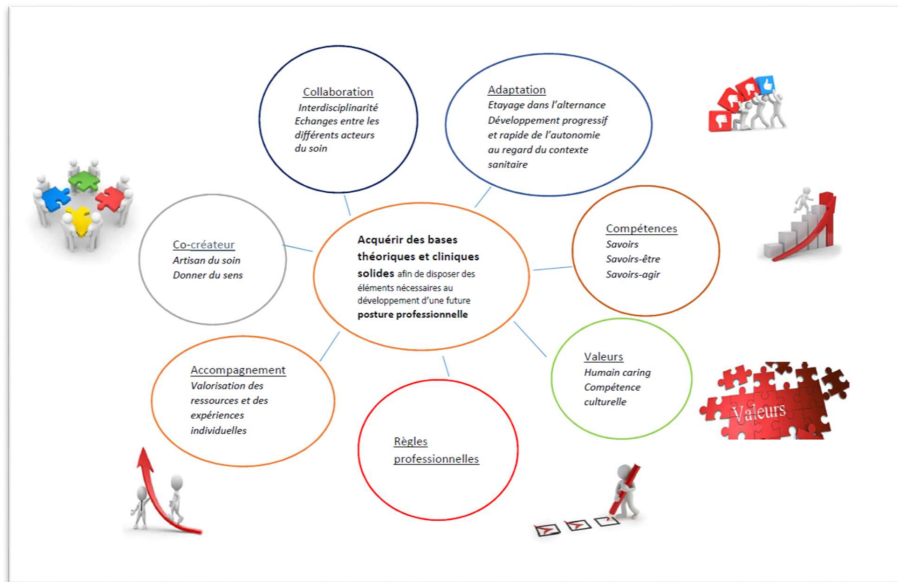 Collaboration
Interdisciplinarité
Echanges entre les
différents acteurs
du soin
Adaptation
Etayage dans l'alternance
Développement progressif
et rapide de l'autonomie
au regard du contexte
sanitaire
Co-créateur
Artisan du soin
Donner du sens
Acquérir des bases
théoriques et cliniques
solides afin de disposer des
éléments nécessaires au
développement d'une future
posture professionnelle
Compétences
Savoirs
Savoirs-être
Savoirs-agir
Accompagnement
Valorisation des
ressources et des
expériences
individuelles
Valeurs
Human caring
Compétence
culturelle
Valeurs
Règles
professionnelles